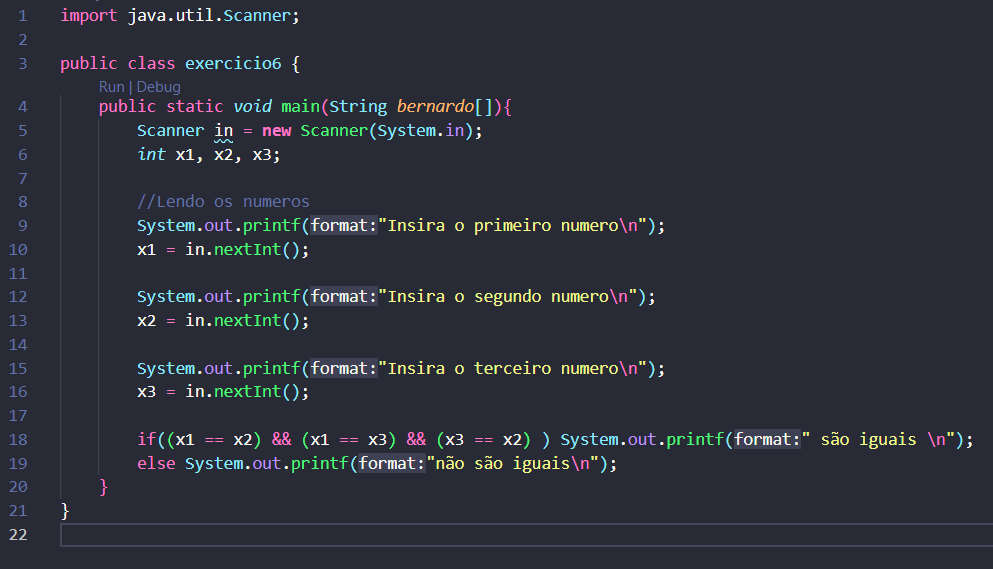 1 import java.util.Scanner;
2
3 public class exercicio6 {
Run | Debug
4 public static void main(String bernardo[]){
5 Scanner in = new Scanner(System.in);
6 int x1, x2, x3;
7
8 //Lendo os numeros
9 System.out.printf(format:"Insira o primeiro numero\n");
10 x1 = in.nextInt();
11
12 System.out.printf(format:"Insira o segundo numero\n");
13 x2 = in.nextInt();
14
15 System.out.printf(format:"Insira o terceiro numero\n");
16 x3 = in.nextInt();
17
18 if((x1 == x2) && (x1 == x3) && (x3 == x2) ) System.out.printf(format:" são iguais \n");
19 else System.out.printf(format:"não são iguais\n");
20 }
21 }
22